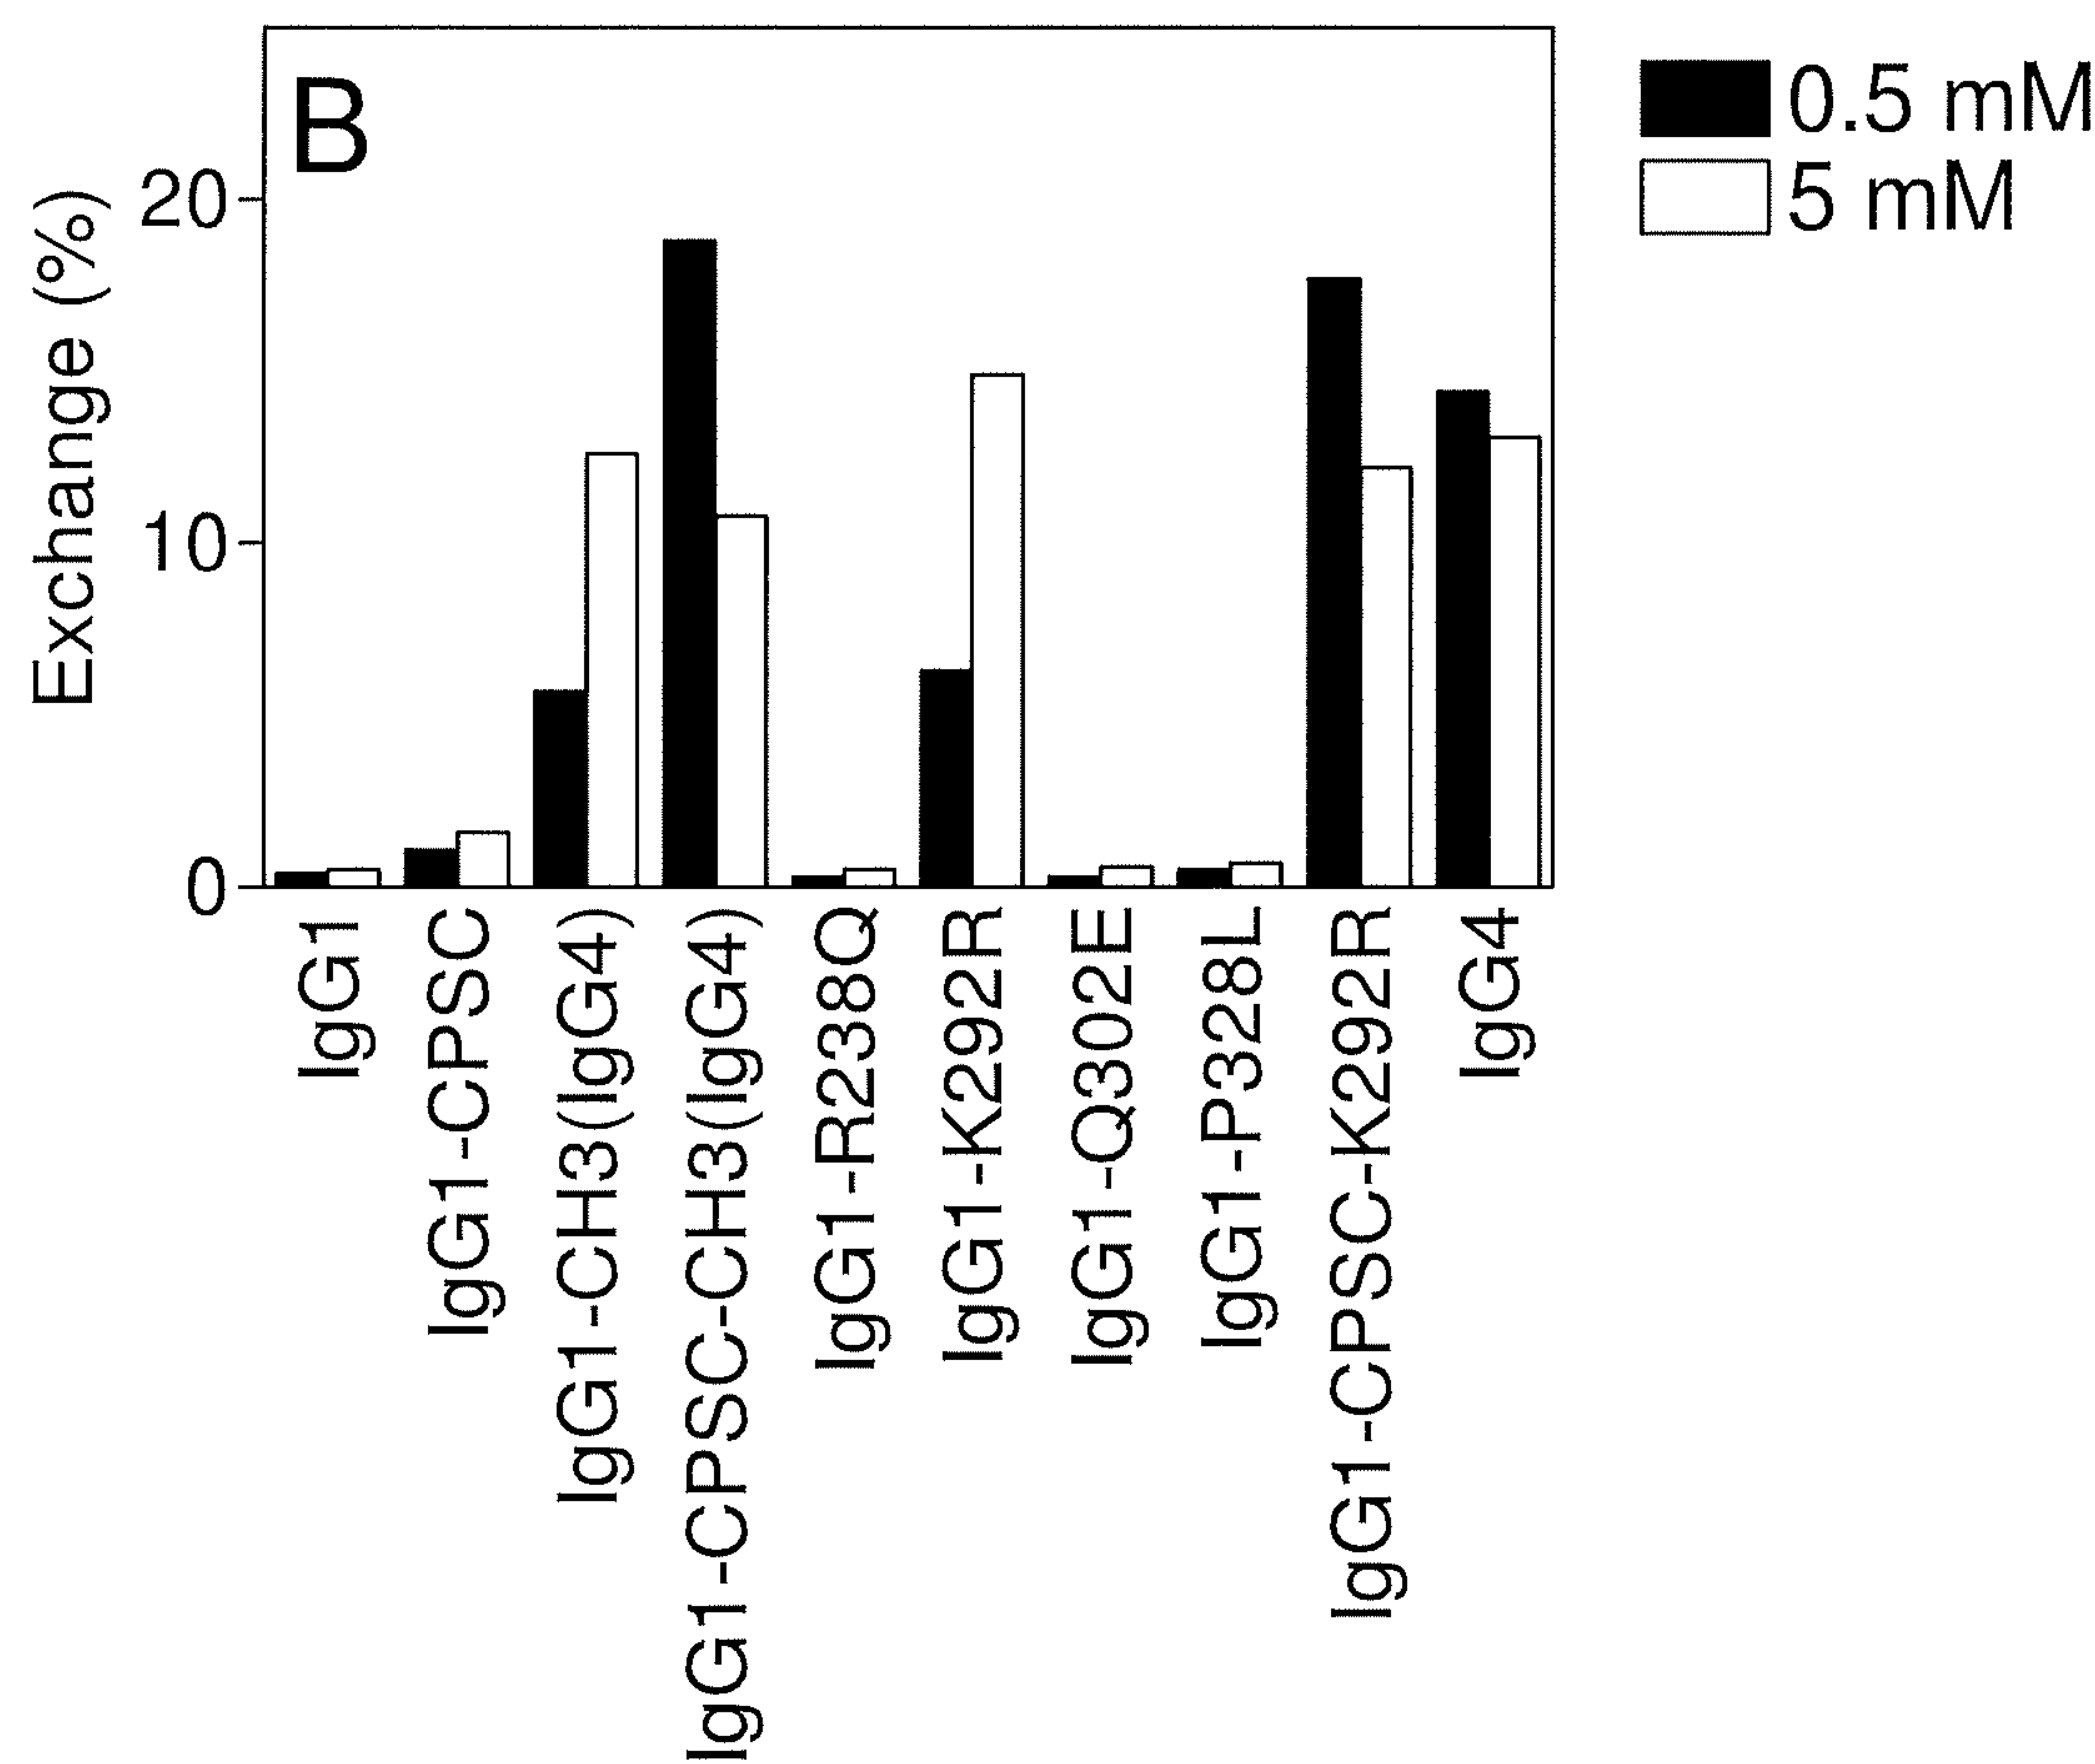 B
0.5 mM
5 mM
Exchange (%)
20
10
0
IgG1
IgG1-CPSC
IgG1-CH3(IgG4)
IgG1-CPSC-CH3(IgG4)
IgG1-R238Q
IgG1-K292R
IgG1-Q302E
IgG1-P328L
IgG1-CPSC-K292R
IgG4